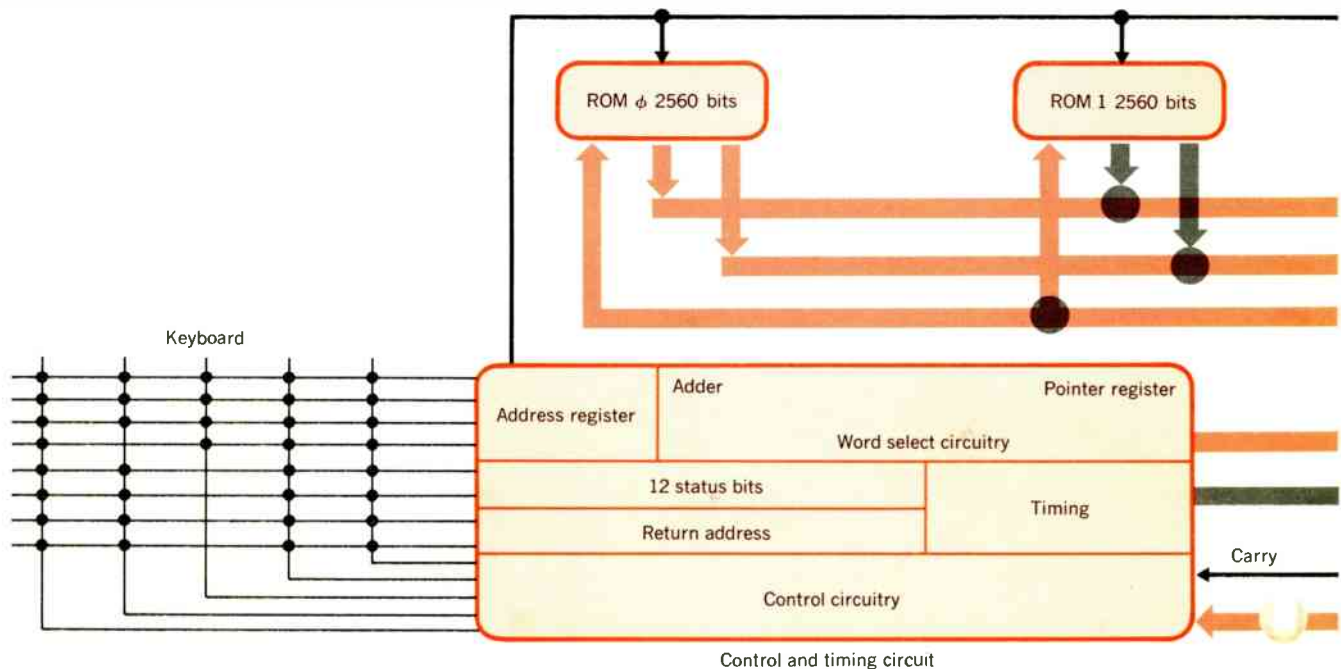 ROM ϕ 2560 bits
ROM 1 2560 bits
Keyboard
Address register
Adder
Pointer register
Word select circuitry
12 status bits
Return address
Timing
Carry
Control circuitry
Control and timing circuit